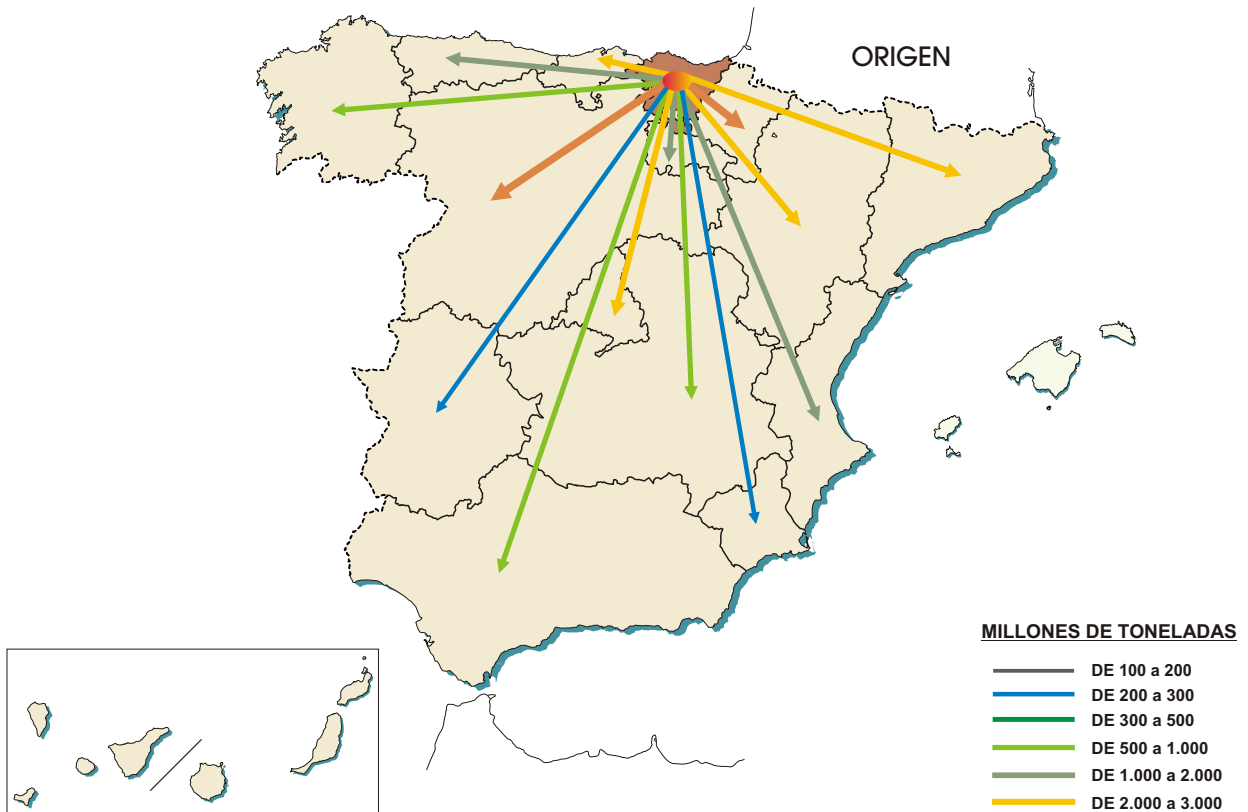 ORIGEN
MILLONES DE TONELADAS
DE 100 a 200
DE 200 a 300
DE 300 a 500
DE 500 a 1.000
DE 1.000 a 2.000
DE 2.000 a 3.000